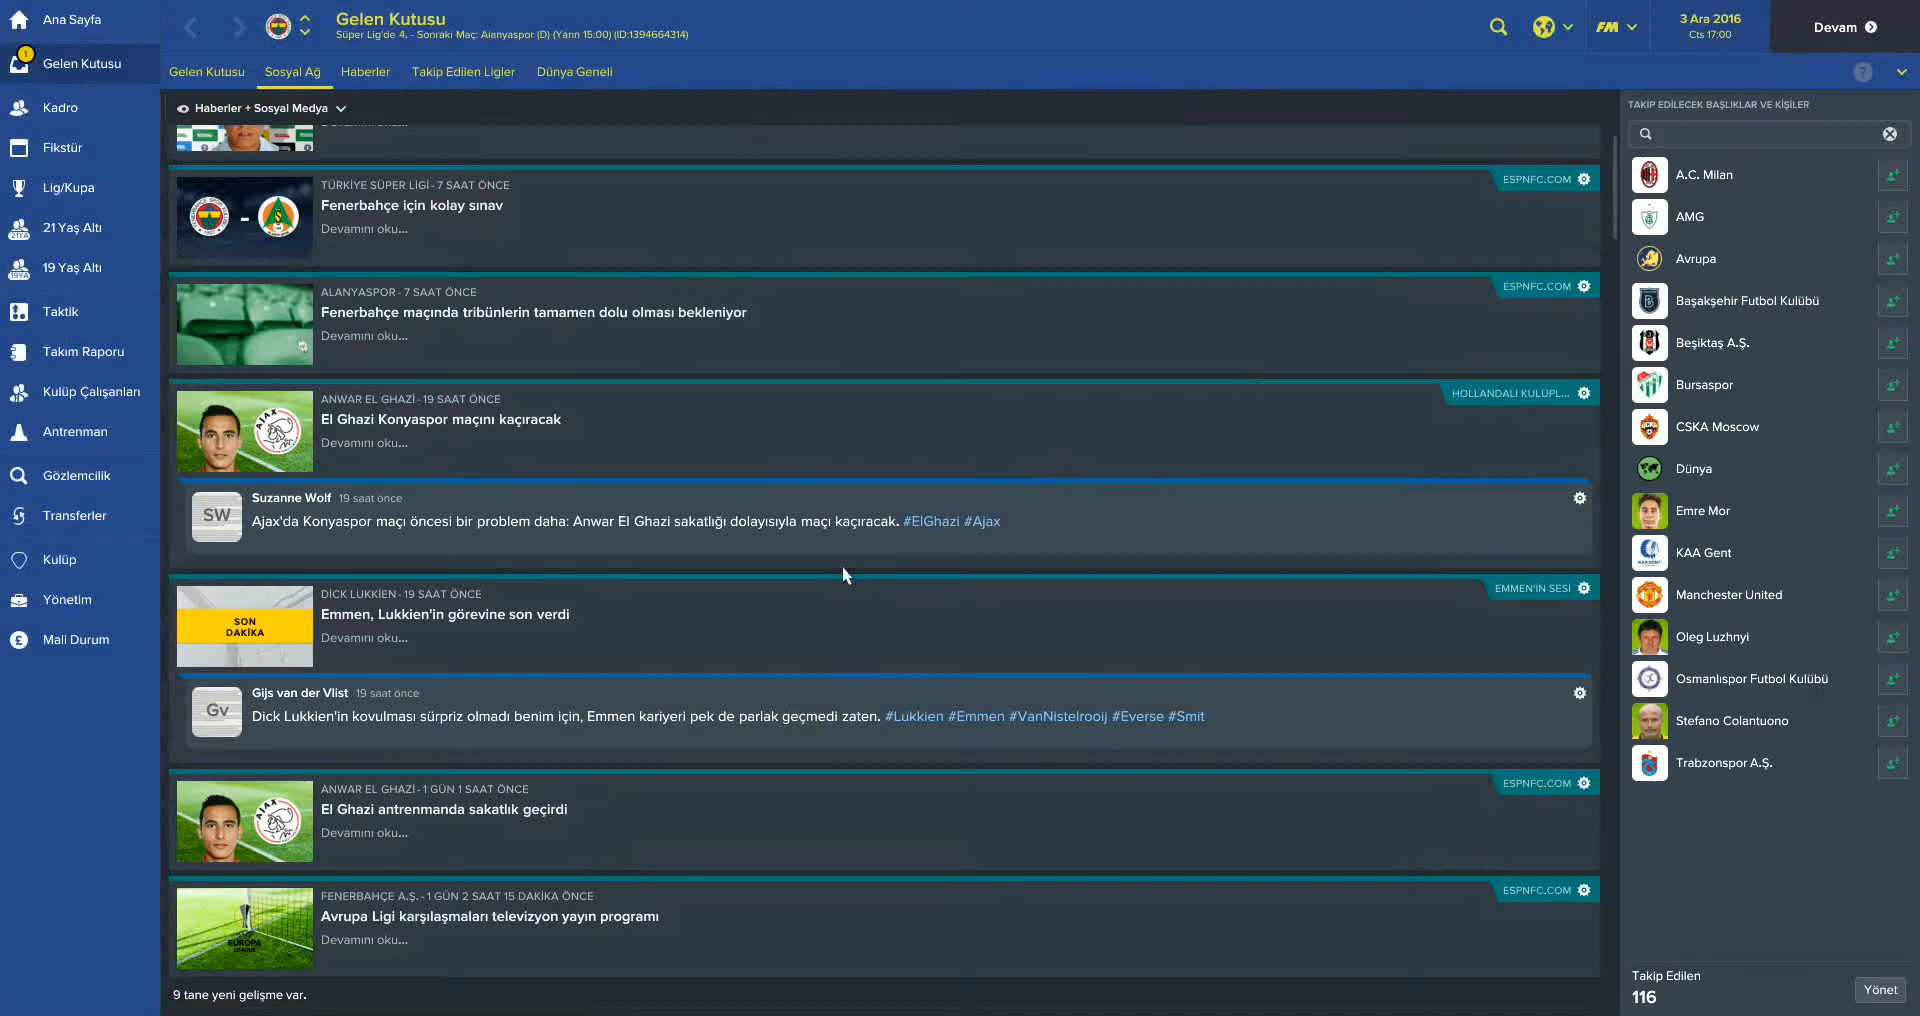 Ana Sayfa
1
Gelen Kutusu
Kadro
Fikstür
Lig/Kupa
21 Yaş Altı
19 Yaş Altı
Taktik
Takım Raporu
Kulüp Çalışanları
Antrenman
Gözlemcilik
Transferler
Kulüp
Yönetim
Mali Durum
Gelen Kutusu
Süper Lig'de 4. - Sonraki Maç: Alanyaspor (D) (Yarın 15:00) (ID:1394664314)
FM
3 Ara 2016
Cts 17:00
Devam
Gelen Kutusu Sosyal Ağ Haberler Takip Edilen Ligler Dünya Geneli
?
Haberler + Sosyal Medya
TÜRKİYE SÜPER LİGİ - 7 SAAT ÖNCE
ESPNFC.COM
Fenerbahçe için kolay sınav
Devamını oku...
ALANYASPOR - 7 SAAT ÖNCE
ESPNFC.COM
Fenerbahçe maçında tribünlerin tamamen dolu olması bekleniyor
Devamını oku...
ANWAR EL GHAZI - 19 SAAT ÖNCE
HOLLANDALI KULÜPL...
El Ghazi Konyaspor maçını kaçıracak
Devamını oku...
AJAX
SW
Suzanne Wolf 19 saat önce
Ajax'da Konyaspor maçı öncesi bir problem daha: Anwar El Ghazi sakatlığı dolayısıyla maçı kaçıracak. #ElGhazi #Ajax
DICK LUKKIEN - 19 SAAT ÖNCE
EMMEN'IN SESİ
SON
DAKİKA
Emmen, Lukkien'in görevine son verdi
Devamını oku...
Gv
Gijs van der Vlist 19 saat önce
Dick Lukkien'in kovulması sürpriz olmadı benim için, Emmen kariyeri pek de parlak geçmedi zaten. #Lukkien #Emmen #VanNistelrooij #Everse #Smit
ANWAR EL GHAZI - 1 GÜN 1 SAAT ÖNCE
ESPNFC.COM
El Ghazi antrenmanda sakatlık geçirdi
Devamını oku...
AJAX
FENERBAHÇE A.Ş. - 1 GÜN 2 SAAT 15 DAKİKA ÖNCE
ESPNFC.COM
Avrupa Ligi karşılaşmaları televizyon yayın programı
Devamını oku...
EUROPA
LEAGUE
9 tane yeni gelişme var.
TAKİP EDİLECEK BAŞLIKLAR VE KİŞİLER
A.C. Milan
AMG
Avrupa
Başakşehir Futbol Kulübü
Beşiktaş A.Ş.
Bursaspor
CSKA Moscow
Dünya
Emre Mor
KAA Gent
Manchester United
Oleg Luzhnyi
Osmanlıspor Futbol Kulübü
Stefano Colantuono
Trabzonspor A.Ş.
Takip Edilen
116
Yönet